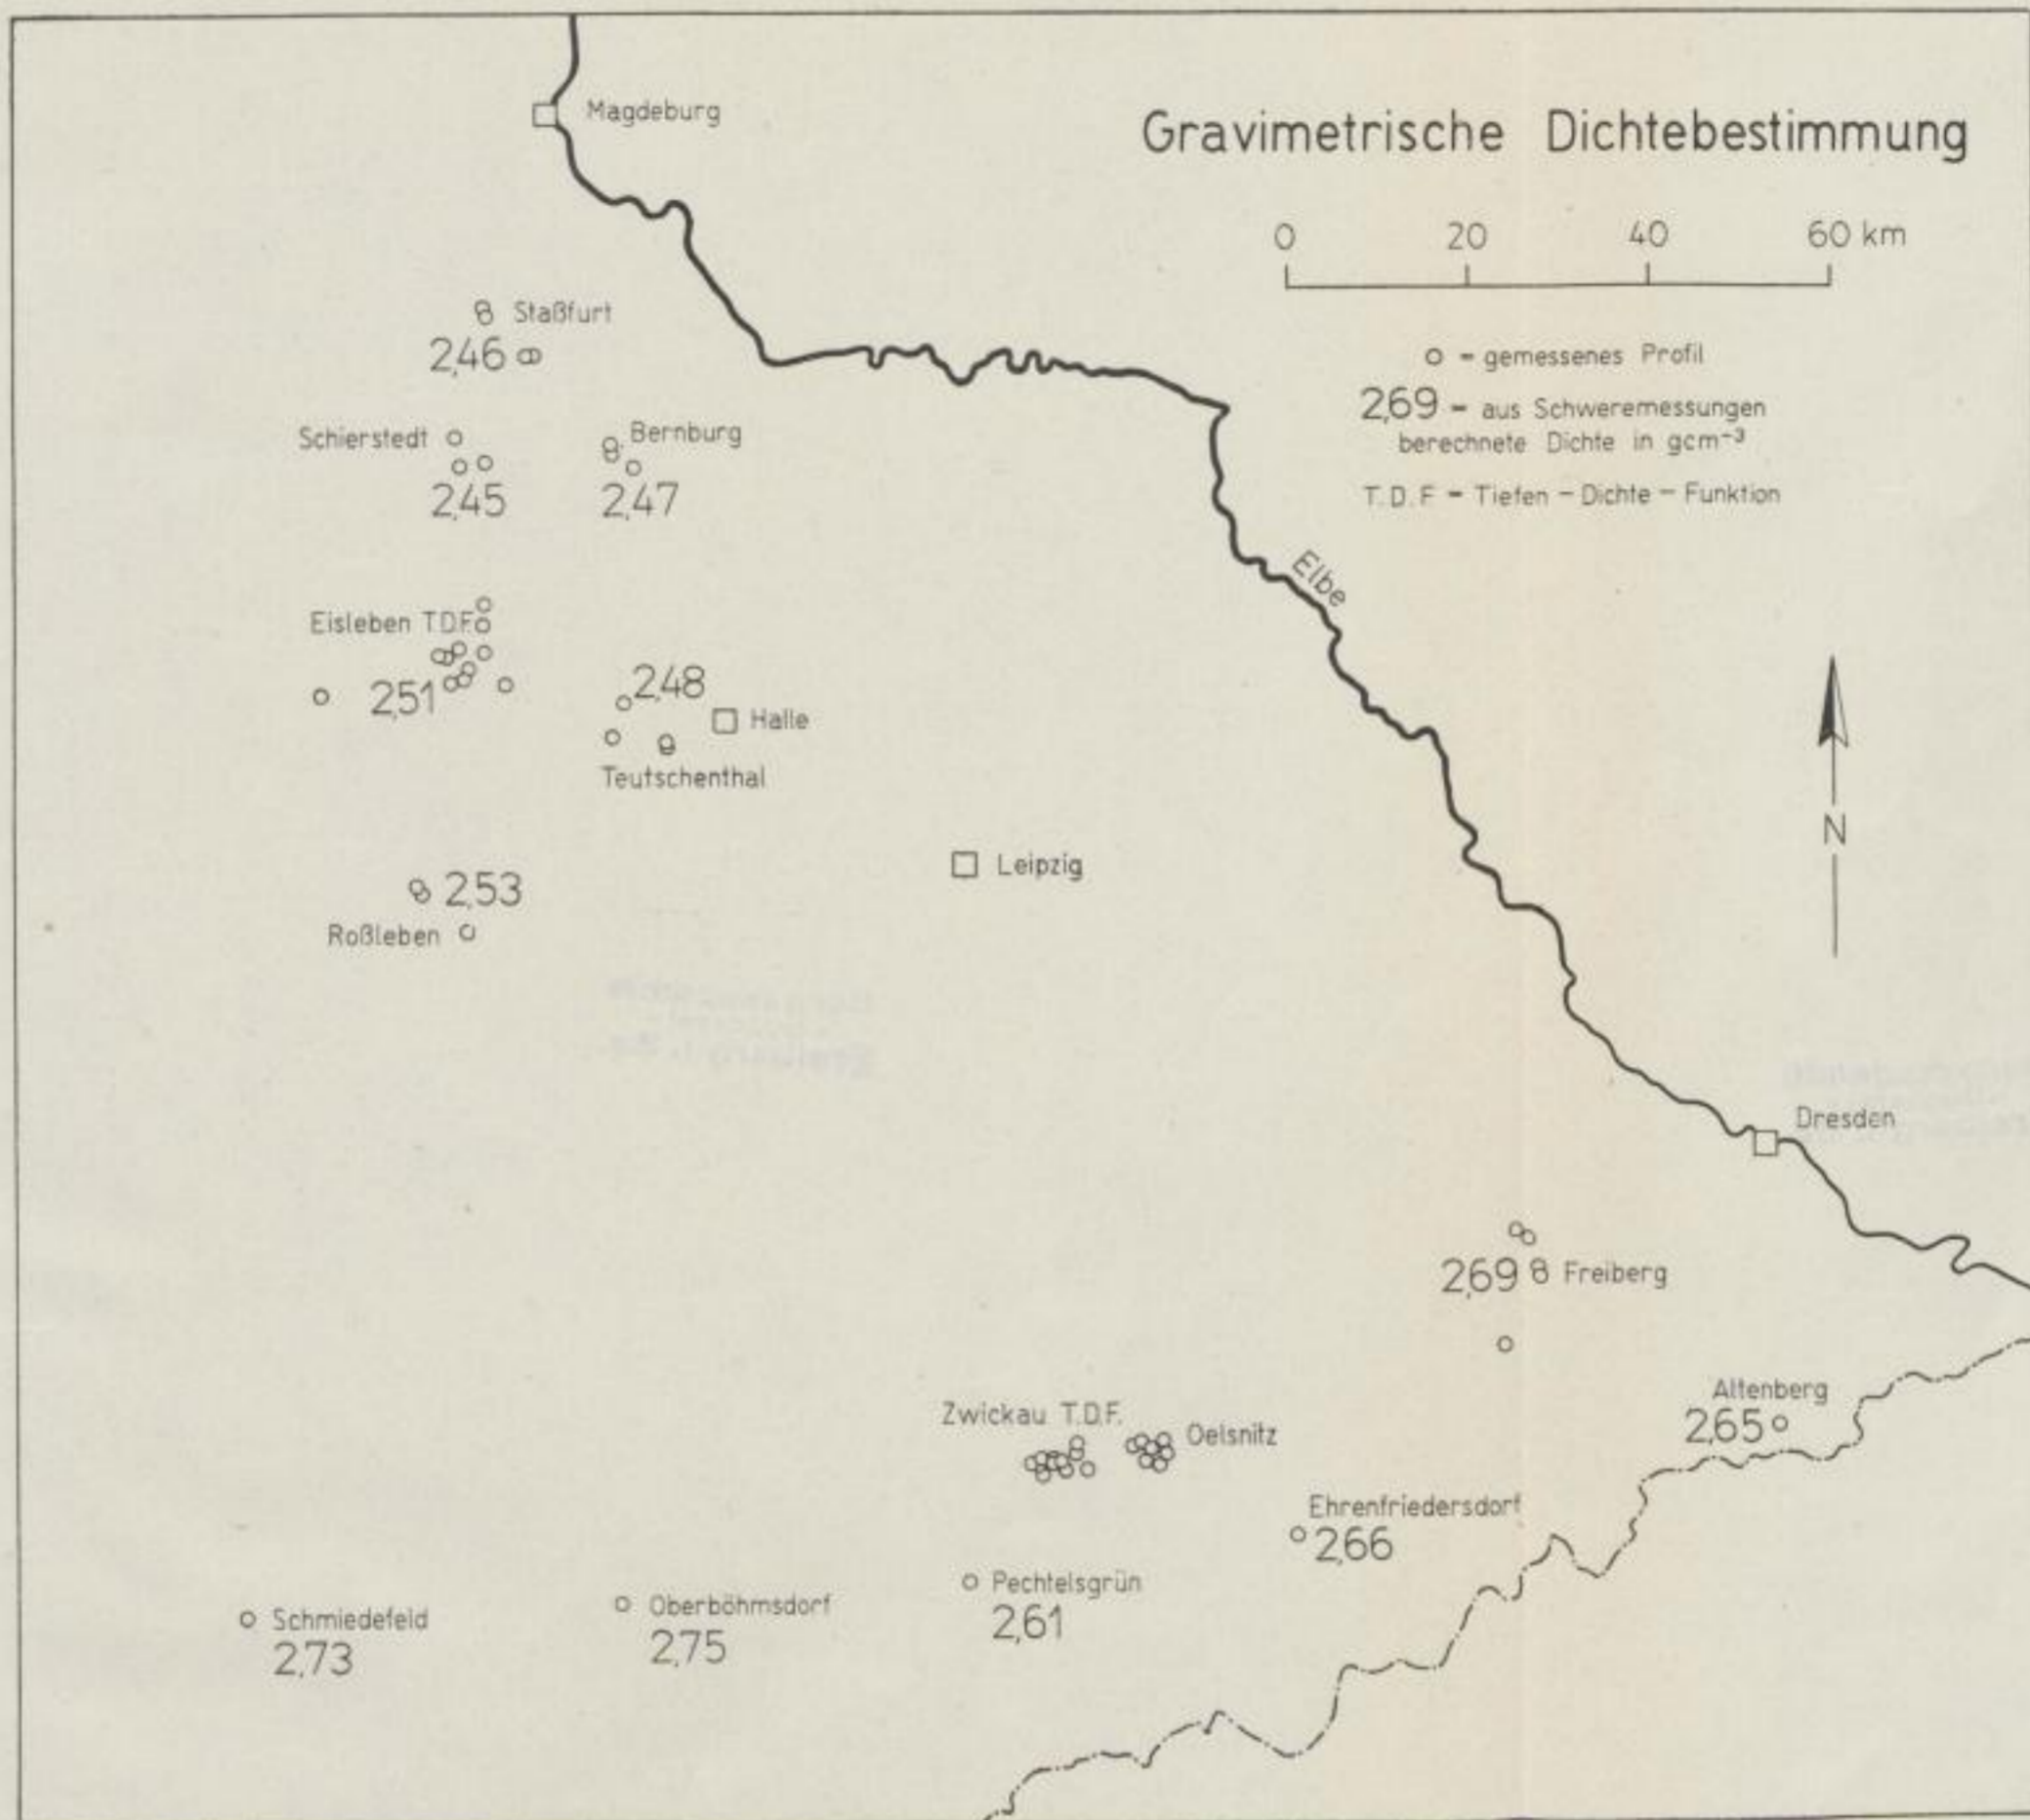 Magdeburg
Gravimetrische Dichtebestimmung
0 20 40 60 km
Staßfurt
2,46
o - gemessenes Profil
2,69 - aus Schweremessungen
berechnete Dichte in gcm⁻³
T.D.F - Tiefen - Dichte - Funktion
Schierstedt
2,45
Bernburg
2,47
Elbe
Eisleben T.D.F.
2,51
2,48
Halle
Teutschenthal
N
Leipzig
2,53
Roßleben
Dresden
2,69 Freiberg
Altenberg
2,65
Zwickau T.D.F.
Oelsnitz
Ehrenfriedersdorf
2,66
Pechtelsgrün
2,61
Oberböhmsdorf
2,75
Schmiedefeld
2,73